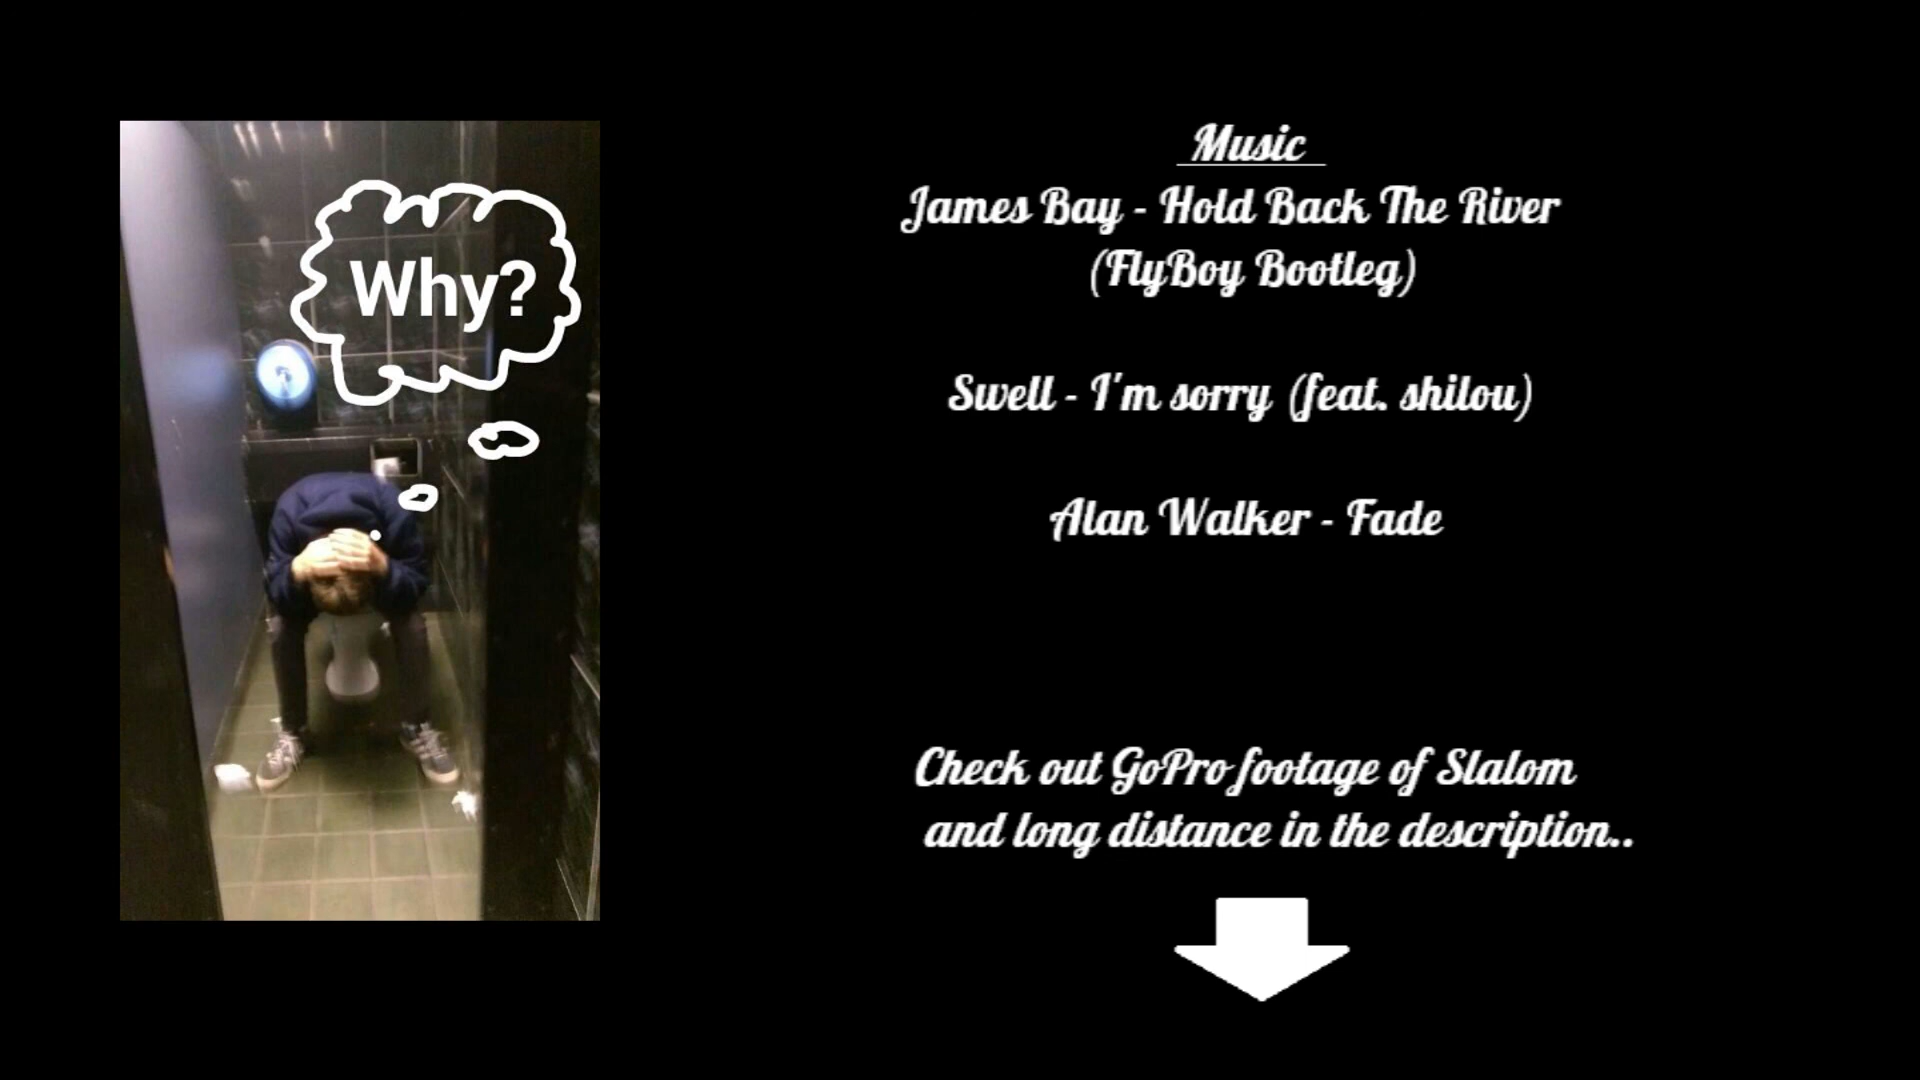 Why?
Music
James Bay - Hold Back The River
(FlyBoy Bootleg)
Swell - I'm sorry (feat. shilou)
Alan Walker - Fade
Check out GoPro footage of Slalom
and long distance in the description..